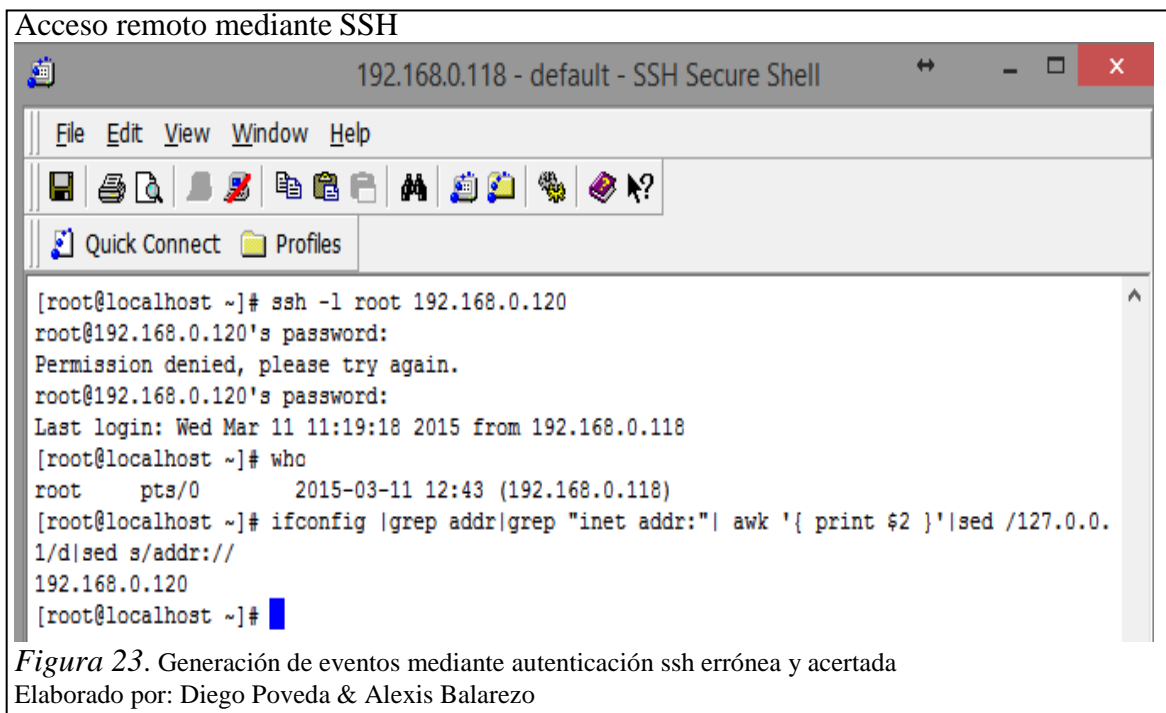 Acceso remoto mediante SSH
192.168.0.118 - default - SSH Secure Shell
File Edit View Window Help
Quick Connect Profiles
[root@localhost ~]# ssh -l root 192.168.0.120
root@192.168.0.120's password:
Permission denied, please try again.
root@192.168.0.120's password:
Last login: Wed Mar 11 11:19:18 2015 from 192.168.0.118
[root@localhost ~]# who
root pts/0 2015-03-11 12:43 (192.168.0.118)
[root@localhost ~]# ifconfig |grep addr|grep "inet addr:"| awk '{ print $2 }'|sed /127.0.0.
1/d|sed s/addr://
192.168.0.120
[root@localhost ~]#
Figura 23. Generación de eventos mediante autenticación ssh errónea y acertada
Elaborado por: Diego Poveda & Alexis Balarezo